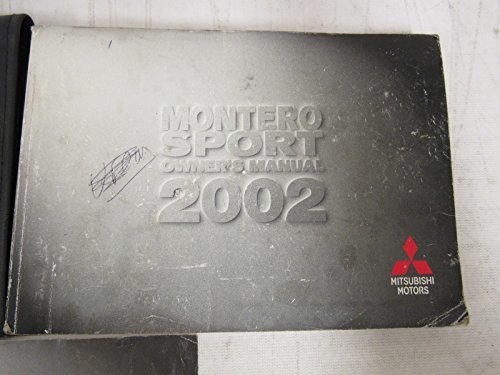 MONTERO
SPORT
OWNER'S MANUAL
2002
MITSUBISHI
MOTORS